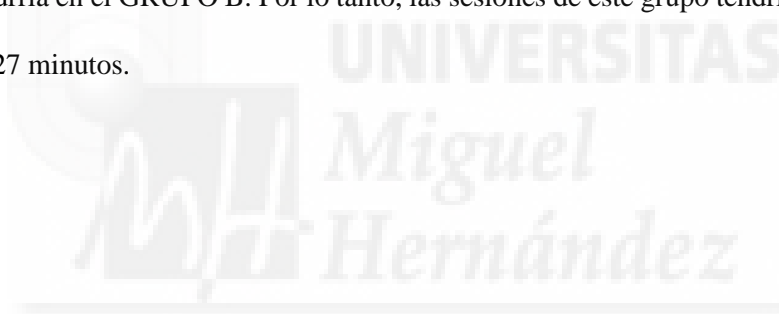 en el GRUPO B. Por lo tanto, las sesiones de este grupo
27 minutos.
UNIVERSITAS
Miguel
Hernández